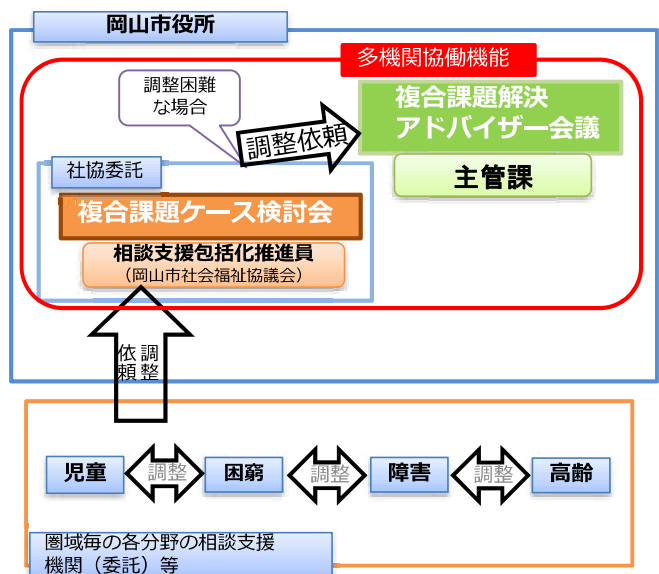 岡山市役所
多機関協働機能
調整困難
な場合
調整依頼
複合課題解決
アドバイザー会議
主管課
社協委託
複合課題ケース検討会
相談支援包括化推進員
（岡山市社会福祉協議会）
調整
依頼
児童
調整
困窮
調整
障害
調整
高齢
圏域毎の各分野の相談支援
機関（委託）等